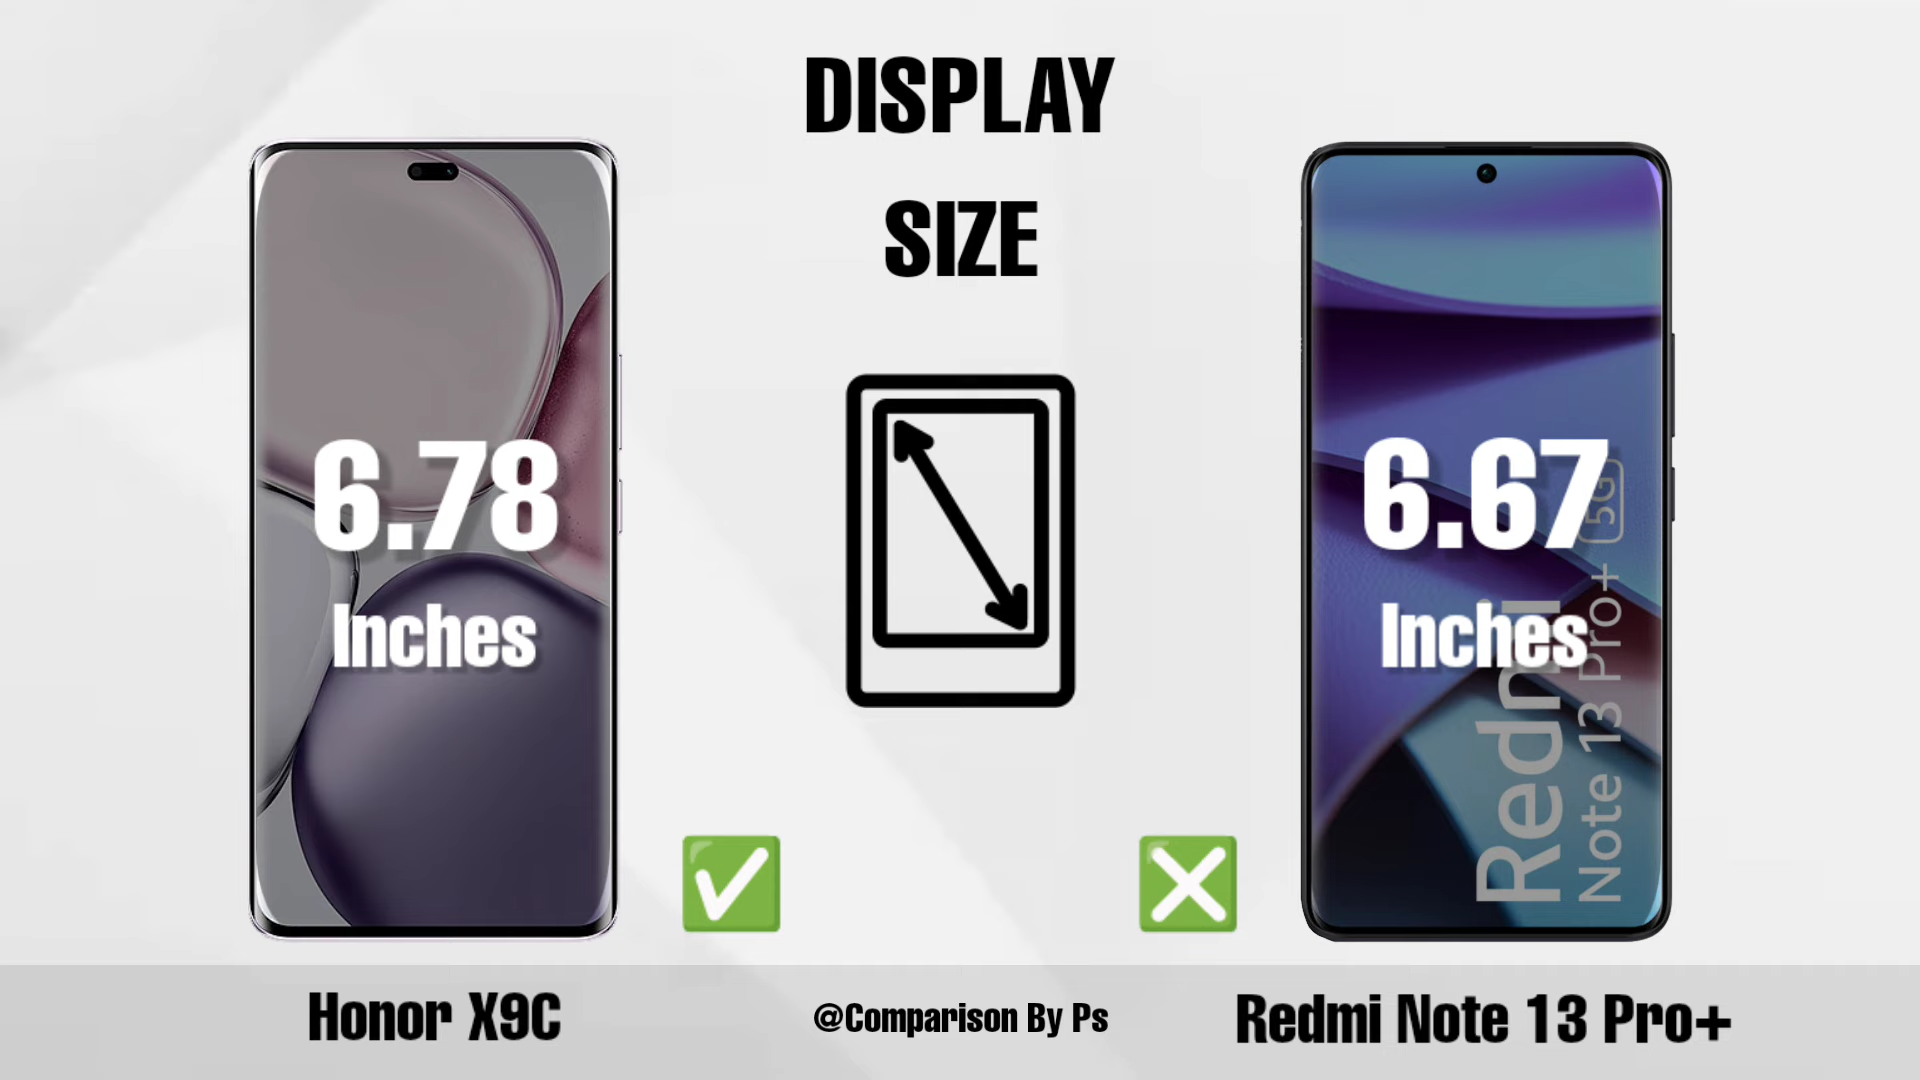 DISPLAY
SIZE
6.78
Inches
6.67
Inches
Redmi
Note 13 Pro+ 5G
Honor X9C
@Comparison By Ps
Redmi Note 13 Pro+